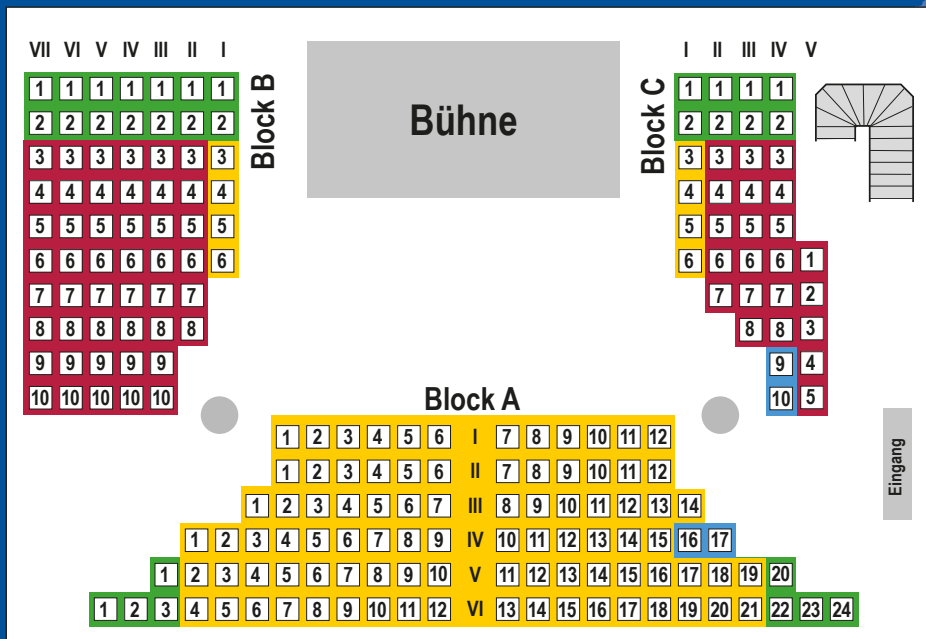 VII VI V IV III II I
I II III IV V
1 1 1 1 1 1 1
1 1 1 1
2 2 2 2 2 2 2
2 2 2 2
Block B
Bühne
Block C
3 3 3 3 3 3 3
3 3 3 3
4 4 4 4 4 4 4
4 4 4 4
5 5 5 5 5 5 5
5 5 5 5
6 6 6 6 6 6 6
6 6 6 6 1
7 7 7 7 7 7
7 7 7 2
8 8 8 8 8 8
8 8 3
9 9 9 9 9
9 4
10 10 10 10 10
10 5
Block A
Eingang
1 2 3 4 5 6 I 7 8 9 10 11 12
1 2 3 4 5 6 II 7 8 9 10 11 12
1 2 3 4 5 6 7 III 8 9 10 11 12 13 14
1 2 3 4 5 6 7 8 9 IV 10 11 12 13 14 15 16 17
1 2 3 4 5 6 7 8 9 10 V 11 12 13 14 15 16 17 18 19 20
1 2 3 4 5 6 7 8 9 10 11 12 VI 13 14 15 16 17 18 19 20 21 22 23 24